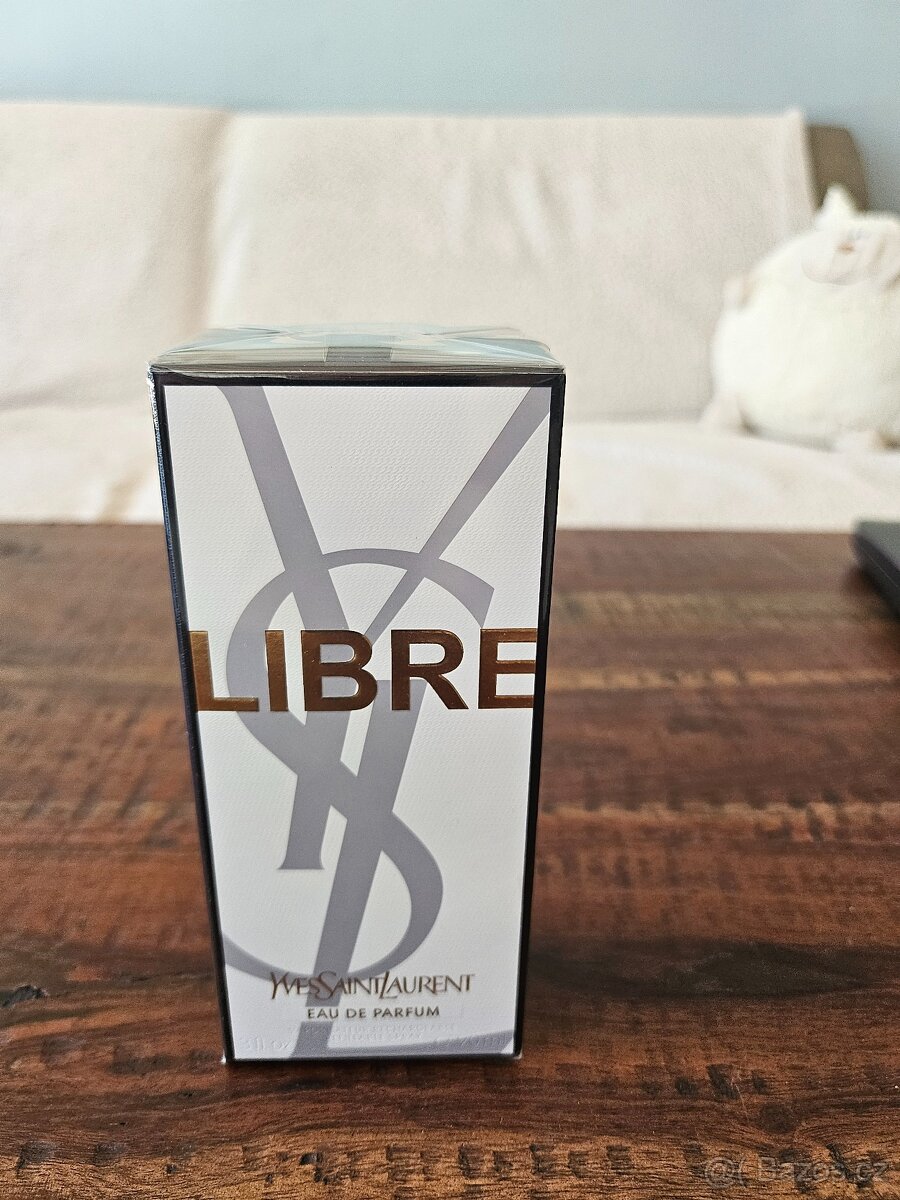 YSL
LIBRE
YVESSAINTLAURENT
EAU DE PARFUM
Bazos.cz